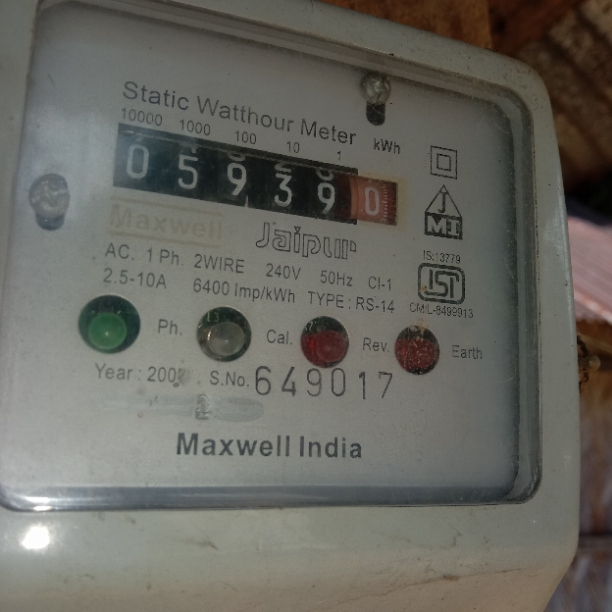 Static Watthour Meter
10000 1000 100 10 1 kWh
0 5 9 3 9 0
Maxwell
Jaipur
J
MI
AC. 1 Ph. 2WIRE 240V 50Hz Cl-1
2.5-10A 6400 Imp/kWh TYPE : RS-14
IS:13779
ISI
CM/L-8499913
Ph. Cal. Rev. Earth
Year : S.No. 649017
Maxwell India